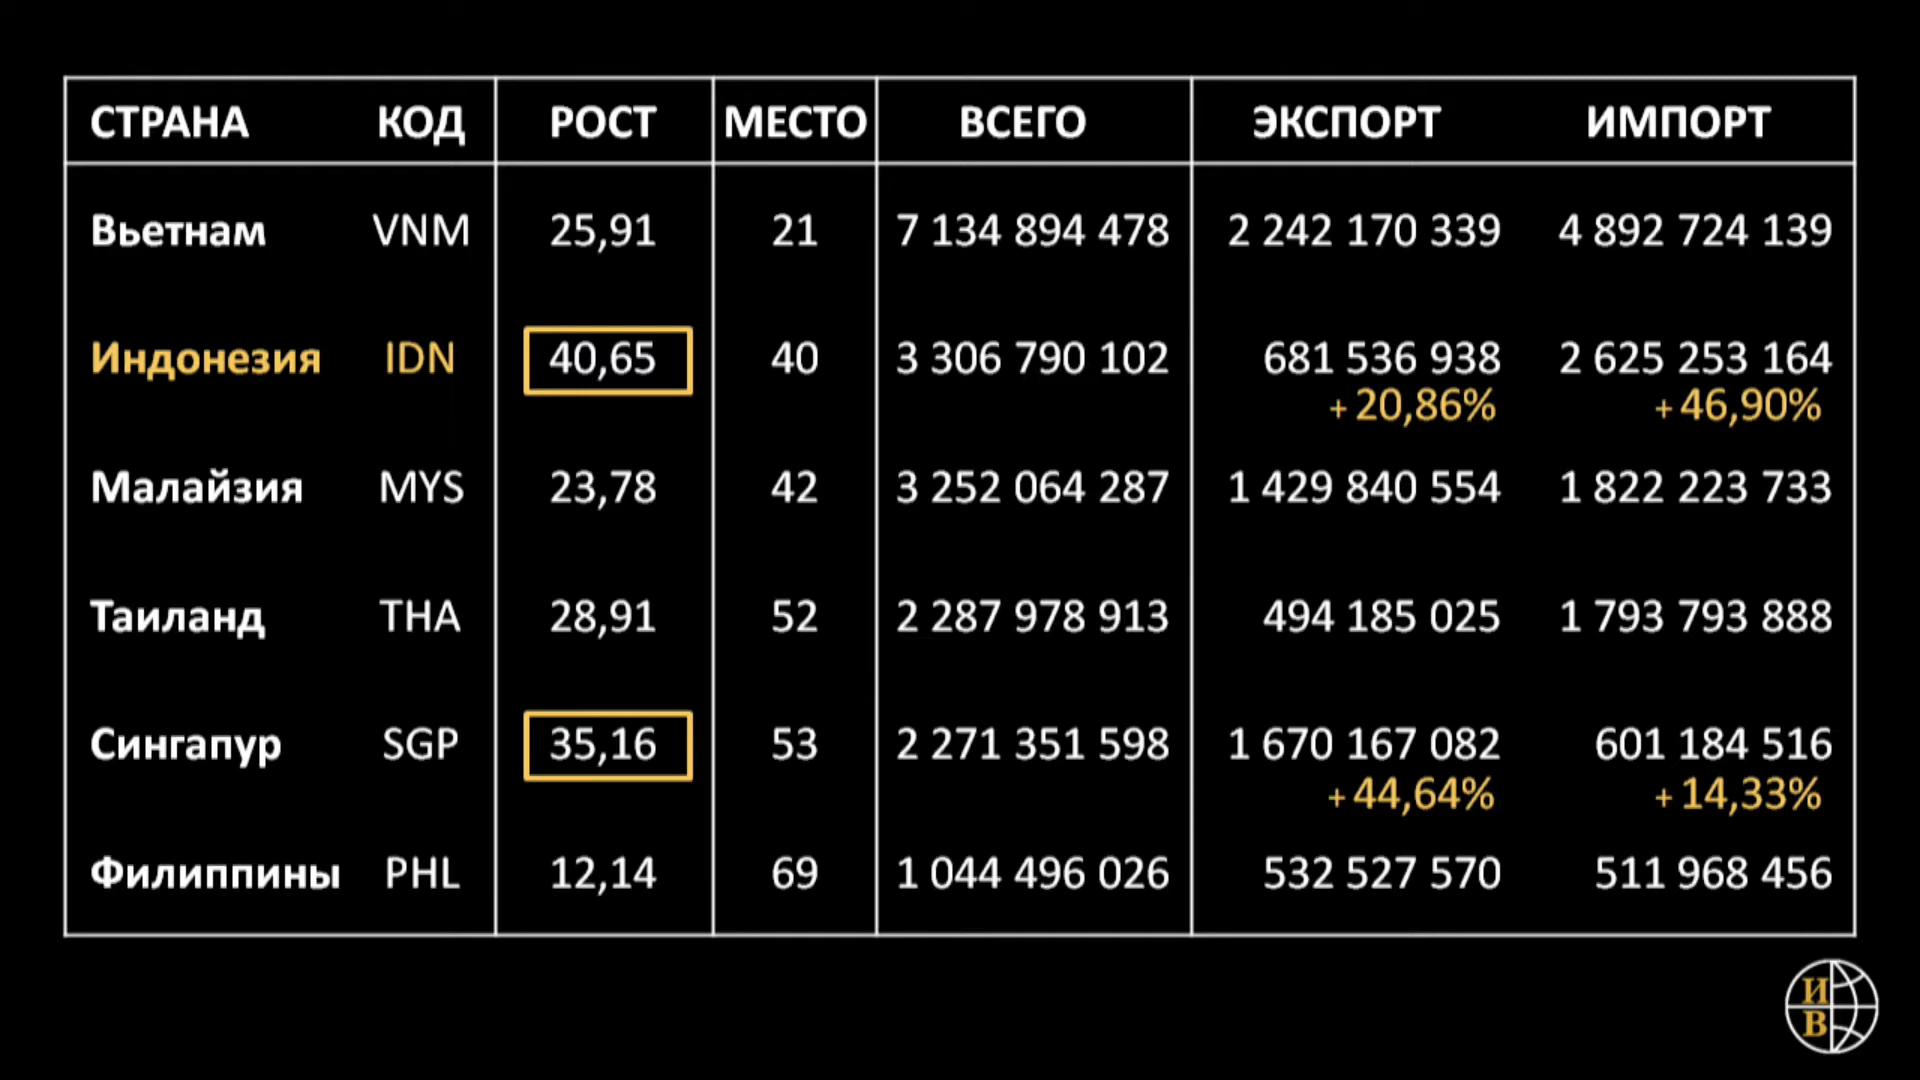 СТРАНА КОД РОСТ МЕСТО ВСЕГО ЭКСПОРТ ИМПОРТ
Вьетнам VNM 25,91 21 7 134 894 478 2 242 170 339 4 892 724 139
Индонезия IDN 40,65 40 3 306 790 102 681 536 938 2 625 253 164
+ 20,86% + 46,90%
Малайзия MYS 23,78 42 3 252 064 287 1 429 840 554 1 822 223 733
Таиланд THA 28,91 52 2 287 978 913 494 185 025 1 793 793 888
Сингапур SGP 35,16 53 2 271 351 598 1 670 167 082 601 184 516
+ 44,64% + 14,33%
Филиппины PHL 12,14 69 1 044 496 026 532 527 570 511 968 456
И
В